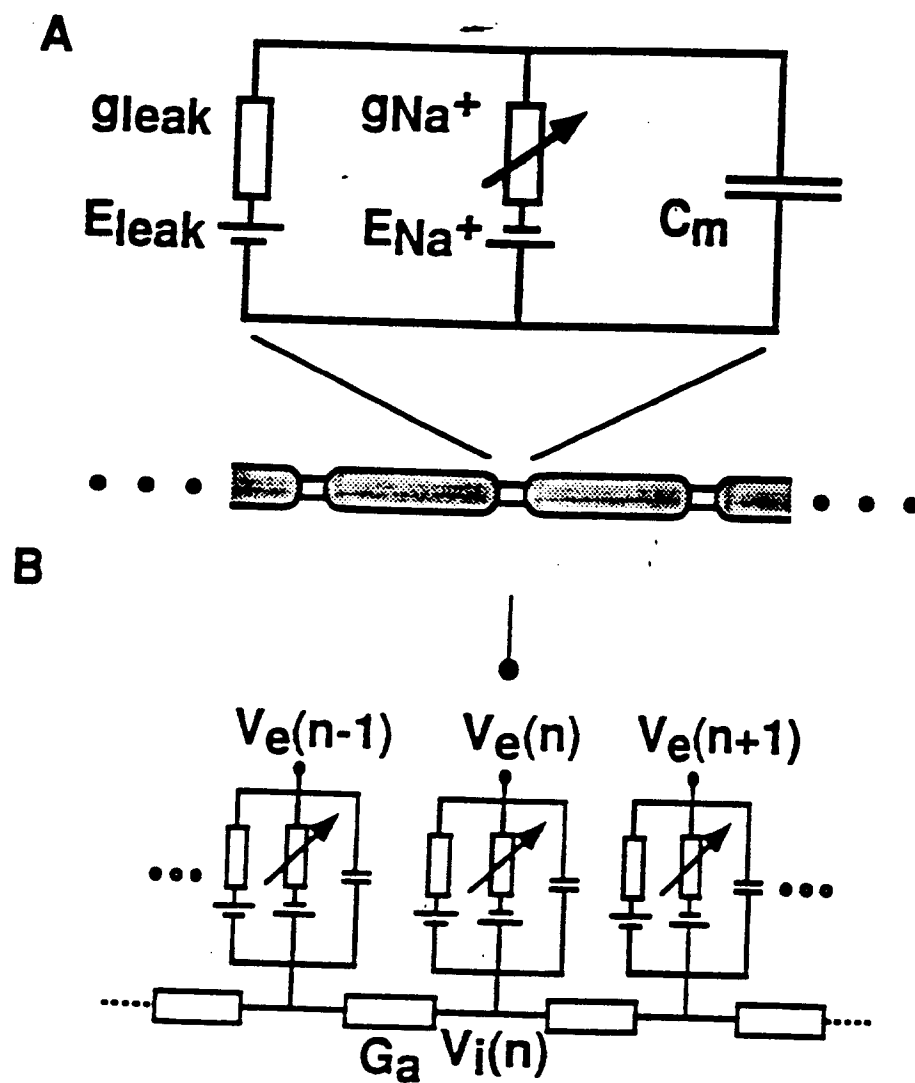 A
gleak
gNa+
Eleak
ENa+
Cm
B
Ve(n-1)
Ve(n)
Ve(n+1)
Ga
Vi(n)